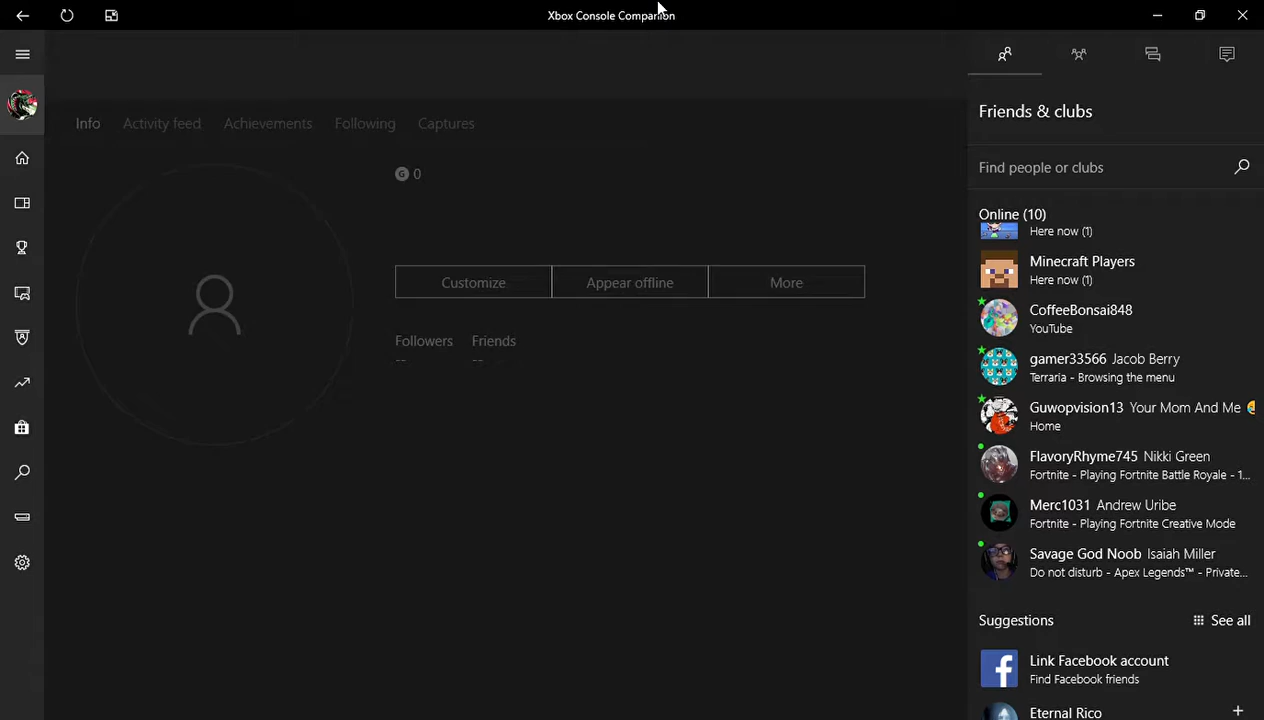 Xbox Console Companion
Info Activity feed Achievements Following Captures
G 0
Customize Appear offline More
Followers Friends
-- --
Friends & clubs
Find people or clubs
Online (10)
Here now (1)
Minecraft Players
Here now (1)
CoffeeBonsai848
YouTube
gamer33566 Jacob Berry
Terraria - Browsing the menu
Guwopvision13 Your Mom And Me 😂
Home
FlavoryRhyme745 Nikki Green
Fortnite - Playing Fortnite Battle Royale - 1...
Merc1031 Andrew Uribe
Fortnite - Playing Fortnite Creative Mode
Savage God Noob Isaiah Miller
Do not disturb - Apex Legends™ - Private...
Suggestions See all
Link Facebook account
Find Facebook friends
Eternal Rico